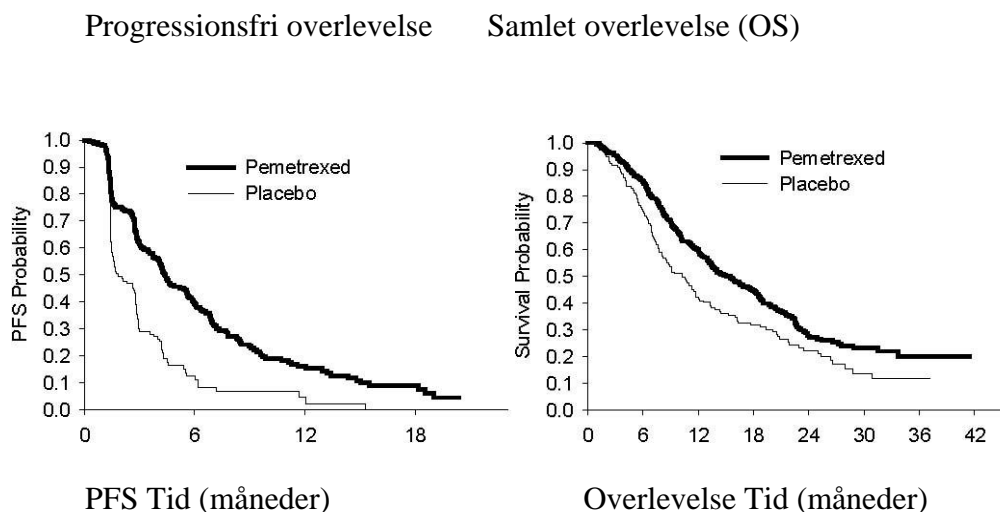 Progressionsfri overlevelse Samlet overlevelse (OS)
PFS Probability
1.0
0.9
0.8
0.7
0.6
0.5
0.4
0.3
0.2
0.1
0.0
Pemetrexed
Placebo
0 6 12 18
PFS Tid (måneder)
Survival Probability
1.0
0.9
0.8
0.7
0.6
0.5
0.4
0.3
0.2
0.1
0.0
Pemetrexed
Placebo
0 6 12 18 24 30 36 42
Overlevelse Tid (måneder)